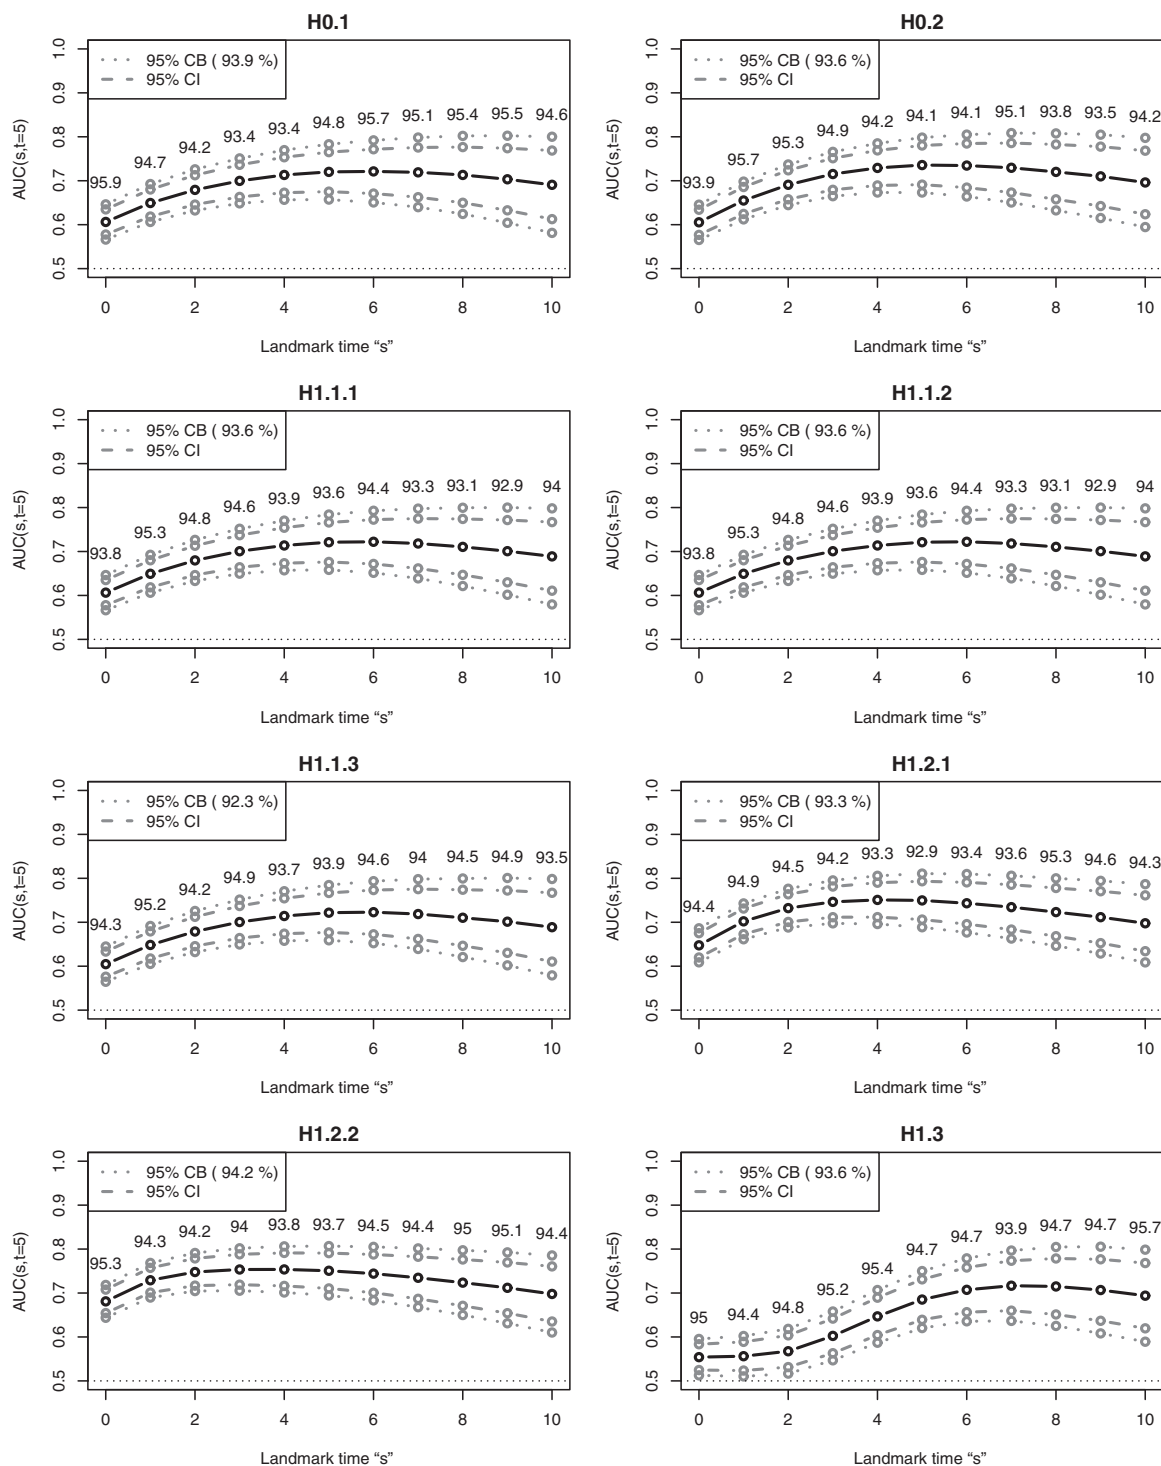 H0.1
95% CB ( 93.9 %)
95% CI
95.9 94.7 94.2 93.4 93.4 94.8 95.7 95.1 95.4 95.5 94.6
AUC(s,t=5)
0.5 0.6 0.7 0.8 0.9 1.0
0 2 4 6 8 10
Landmark time “s”
H0.2
95% CB ( 93.6 %)
95% CI
93.9 95.7 95.3 94.9 94.2 94.1 94.1 95.1 93.8 93.5 94.2
AUC(s,t=5)
0.5 0.6 0.7 0.8 0.9 1.0
0 2 4 6 8 10
Landmark time “s”
H1.1.1
95% CB ( 93.6 %)
95% CI
93.8 95.3 94.8 94.6 93.9 93.6 94.4 93.3 93.1 92.9 94
AUC(s,t=5)
0.5 0.6 0.7 0.8 0.9 1.0
0 2 4 6 8 10
Landmark time “s”
H1.1.2
95% CB ( 93.6 %)
95% CI
93.8 95.3 94.8 94.6 93.9 93.6 94.4 93.3 93.1 92.9 94
AUC(s,t=5)
0.5 0.6 0.7 0.8 0.9 1.0
0 2 4 6 8 10
Landmark time “s”
H1.1.3
95% CB ( 92.3 %)
95% CI
94.3 95.2 94.2 94.9 93.7 93.9 94.6 94 94.5 94.9 93.5
AUC(s,t=5)
0.5 0.6 0.7 0.8 0.9 1.0
0 2 4 6 8 10
Landmark time “s”
H1.2.1
95% CB ( 93.3 %)
95% CI
94.4 94.9 94.5 94.2 93.3 92.9 93.4 93.6 95.3 94.6 94.3
AUC(s,t=5)
0.5 0.6 0.7 0.8 0.9 1.0
0 2 4 6 8 10
Landmark time “s”
H1.2.2
95% CB ( 94.2 %)
95% CI
95.3 94.3 94.2 94 93.8 93.7 94.5 94.4 95 95.1 94.4
AUC(s,t=5)
0.5 0.6 0.7 0.8 0.9 1.0
0 2 4 6 8 10
Landmark time “s”
H1.3
95% CB ( 93.6 %)
95% CI
95 94.4 94.8 95.2 95.4 94.7 94.7 93.9 94.7 94.7 95.7
AUC(s,t=5)
0.5 0.6 0.7 0.8 0.9 1.0
0 2 4 6 8 10
Landmark time “s”